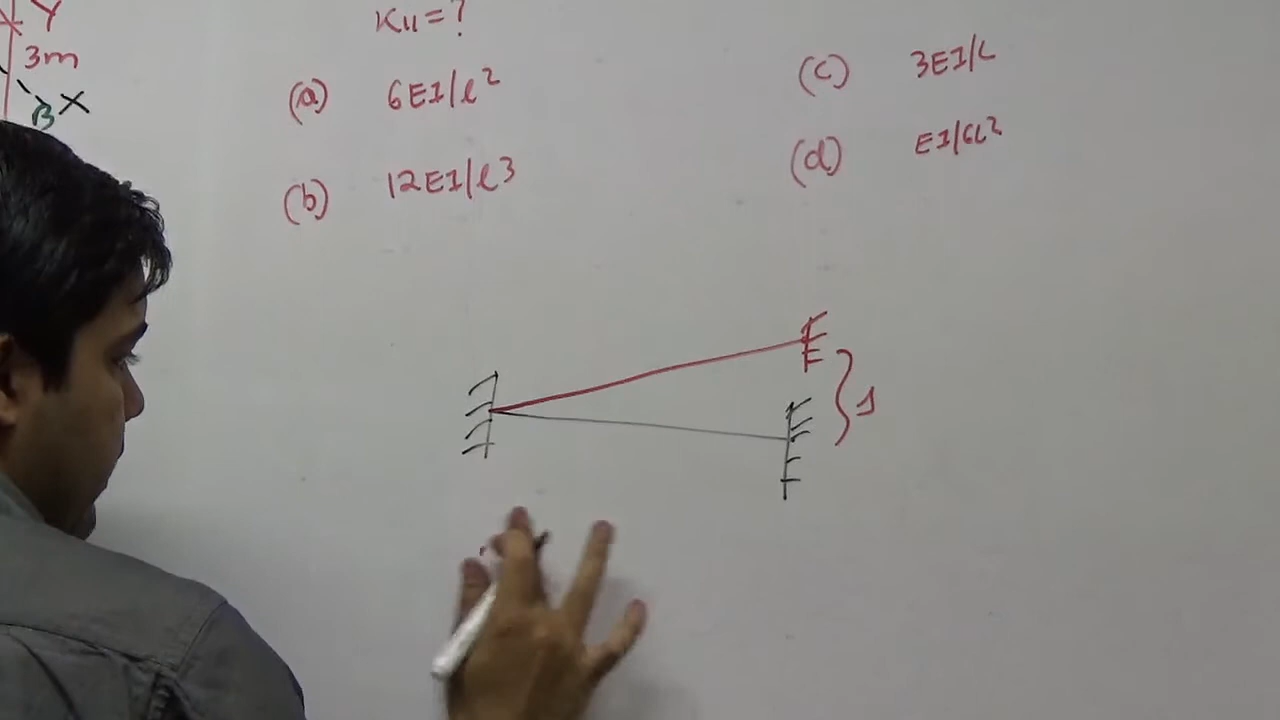 Y
3m
B X
K11 = ?
(a) 6EI/l²
(b) 12EI/l³
(c) 3EI/L
(d) EI/6L²
1